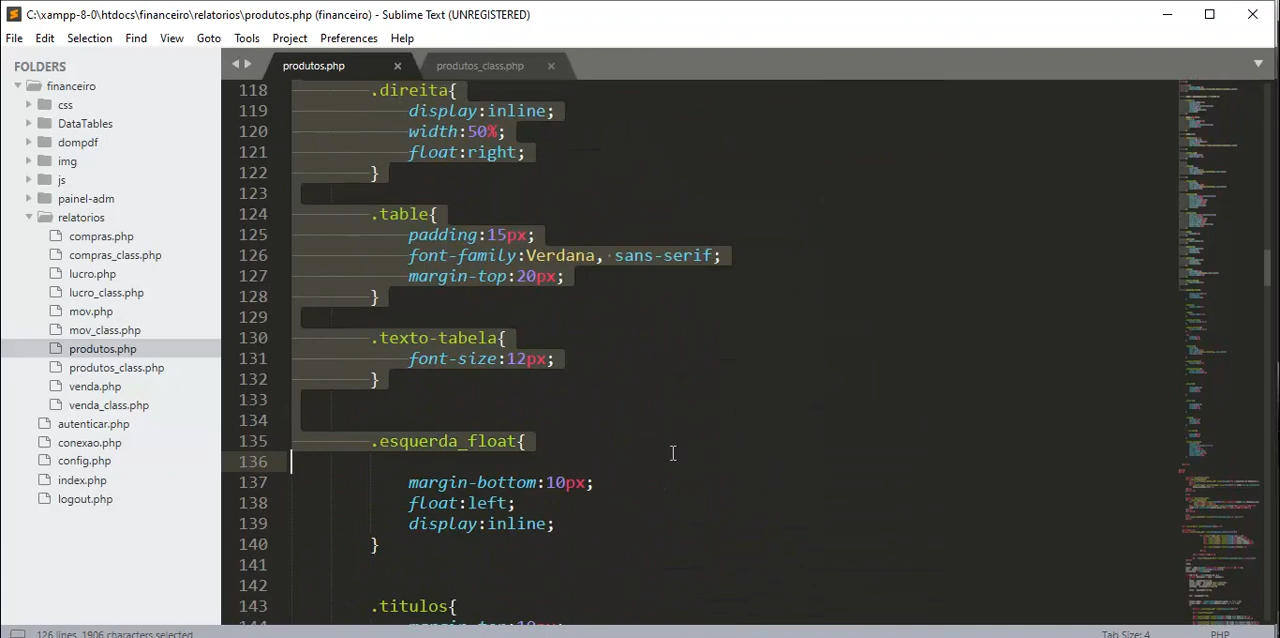 C:\xampp-8-0\htdocs\financeiro\relatorios\produtos.php (financeiro) - Sublime Text (UNREGISTERED)
File Edit Selection Find View Goto Tools Project Preferences Help
FOLDERS
financeiro
css
DataTables
dompdf
img
js
painel-adm
relatorios
compras.php
compras_class.php
lucro.php
lucro_class.php
mov.php
mov_class.php
produtos.php
produtos_class.php
venda.php
venda_class.php
autenticar.php
conexao.php
config.php
index.php
logout.php
produtos.php produtos_class.php
118 .direita{
119 display:inline;
120 width:50%;
121 float:right;
122 }
123
124 .table{
125 padding:15px;
126 font-family:Verdana, sans-serif;
127 margin-top:20px;
128 }
129
130 .texto-tabela{
131 font-size:12px;
132 }
133
134
135 .esquerda_float{
136
137 margin-bottom:10px;
138 float:left;
139 display:inline;
140 }
141
142
143 .titulos{
144 margin-top:10px;
126 lines, 1906 characters selected Tab Size: 4 PHP